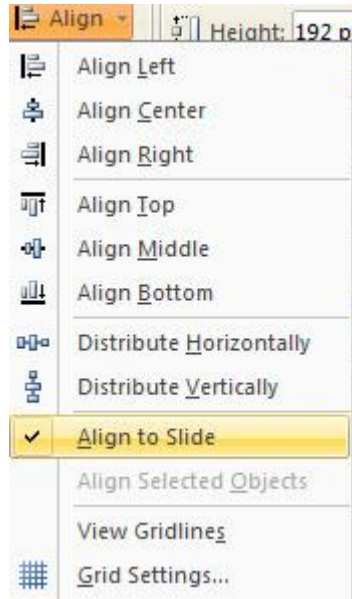 Align Height: 192 p
Align Left
Align Center
Align Right
Align Top
Align Middle
Align Bottom
Distribute Horizontally
Distribute Vertically
Align to Slide
Align Selected Objects
View Gridlines
Grid Settings...